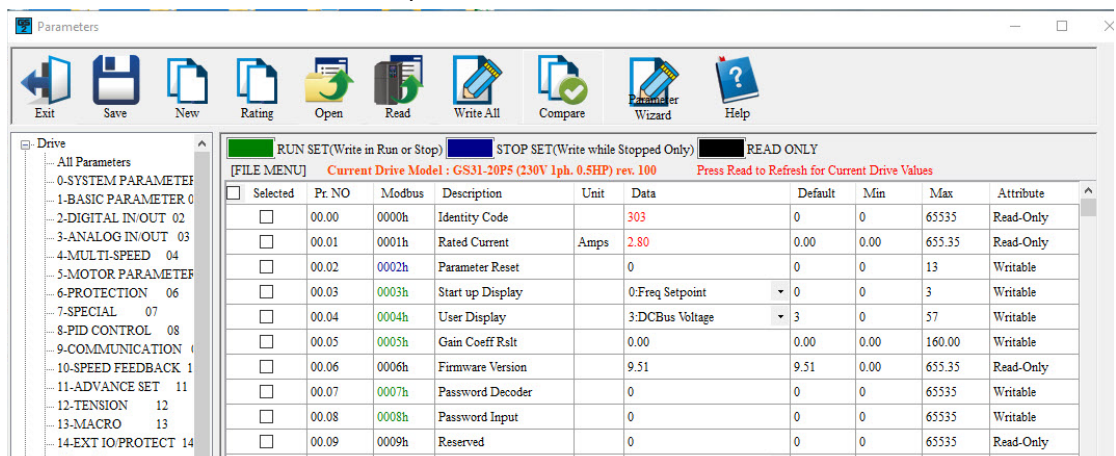 GS2 Parameters
Exit Save New Rating Open Read Write All Compare Parameter Wizard Help
RUN SET(Write in Run or Stop) STOP SET(Write while Stopped Only) READ ONLY
[FILE MENU] Current Drive Model : GS31-20P5 (230V 1ph. 0.5HP) rev. 100 Press Read to Refresh for Current Drive Values
Drive
All Parameters
0-SYSTEM PARAMETER
1-BASIC PARAMETER 0
2-DIGITAL IN/OUT 02
3-ANALOG IN/OUT 03
4-MULTI-SPEED 04
5-MOTOR PARAMETER
6-PROTECTION 06
7-SPECIAL 07
8-PID CONTROL 08
9-COMMUNICATION
10-SPEED FEEDBACK 1
11-ADVANCE SET 11
12-TENSION 12
13-MACRO 13
14-EXT IO/PROTECT 14
Selected Pr. NO Modbus Description Unit Data Default Min Max Attribute
00.00 0000h Identity Code 303 0 0 65535 Read-Only
00.01 0001h Rated Current Amps 2.80 0.00 0.00 655.35 Read-Only
00.02 0002h Parameter Reset 0 0 0 13 Writable
00.03 0003h Start up Display 0:Freq Setpoint 0 0 3 Writable
00.04 0004h User Display 3:DCBus Voltage 3 0 57 Writable
00.05 0005h Gain Coeff Rslt 0.00 0.00 0.00 160.00 Writable
00.06 0006h Firmware Version 9.51 9.51 0.00 655.35 Read-Only
00.07 0007h Password Decoder 0 0 0 65535 Writable
00.08 0008h Password Input 0 0 0 65535 Writable
00.09 0009h Reserved 0 0 0 65535 Read-Only